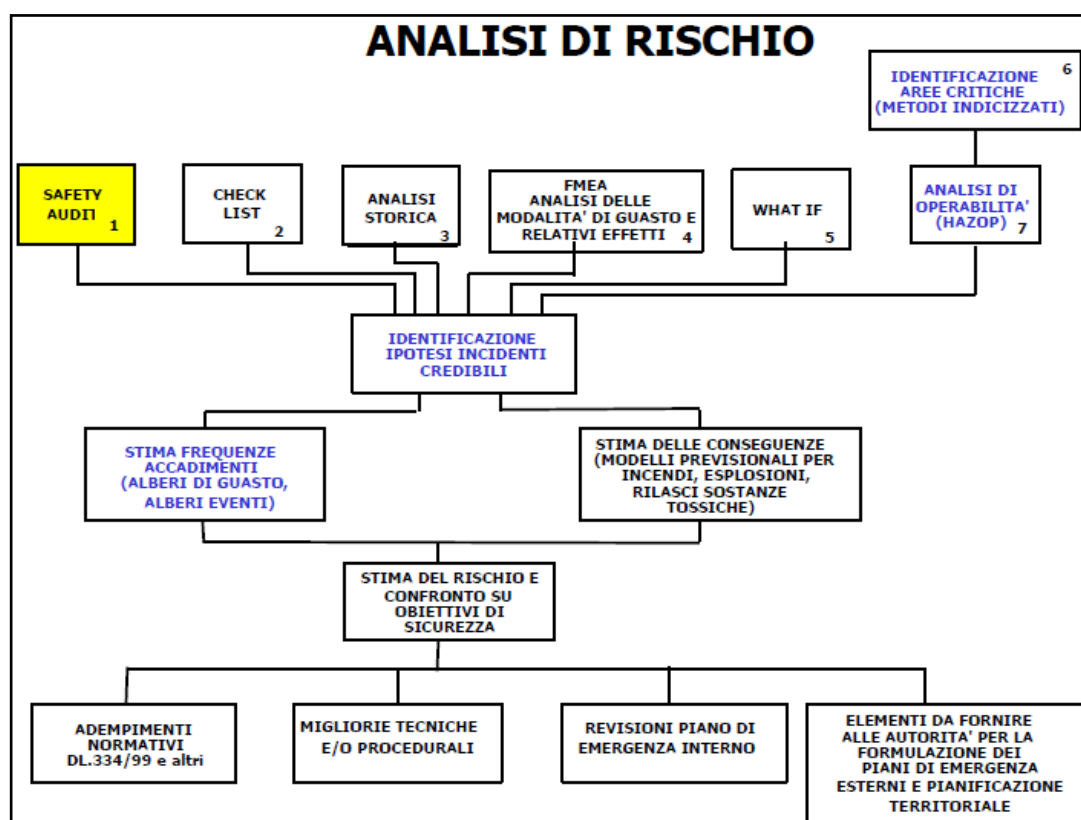 ANALISI DI RISCHIO
IDENTIFICAZIONE 6
AREE CRITICHE
(METODI INDICIZZATI)
SAFETY
AUDIT 1
CHECK
LIST
2
ANALISI
STORICA
3
FMEA
ANALISI DELLE
MODALITA' DI GUASTO E
RELATIVI EFFETTI 4
WHAT IF
5
ANALISI DI
OPERABILITA'
(HAZOP) 7
IDENTIFICAZIONE
IPOTESI INCIDENTI
CREDIBILI
STIMA FREQUENZE
ACCADIMENTI
(ALBERI DI GUASTO,
ALBERI EVENTI)
STIMA DELLE CONSEGUENZE
(MODELLI PREVISIONALI PER
INCENDI, ESPLOSIONI,
RILASCI SOSTANZE
TOSSICHE)
STIMA DEL RISCHIO E
CONFRONTO SU
OBIETTIVI DI
SICUREZZA
ADEMPIMENTI
NORMATIVI
DL.334/99 e altri
MIGLIORIE TECNICHE
E/O PROCEDURALI
REVISIONI PIANO DI
EMERGENZA INTERNO
ELEMENTI DA FORNIRE
ALLE AUTORITA' PER LA
FORMULAZIONE DEI
PIANI DI EMERGENZA
ESTERNI E PIANIFICAZIONE
TERRITORIALE